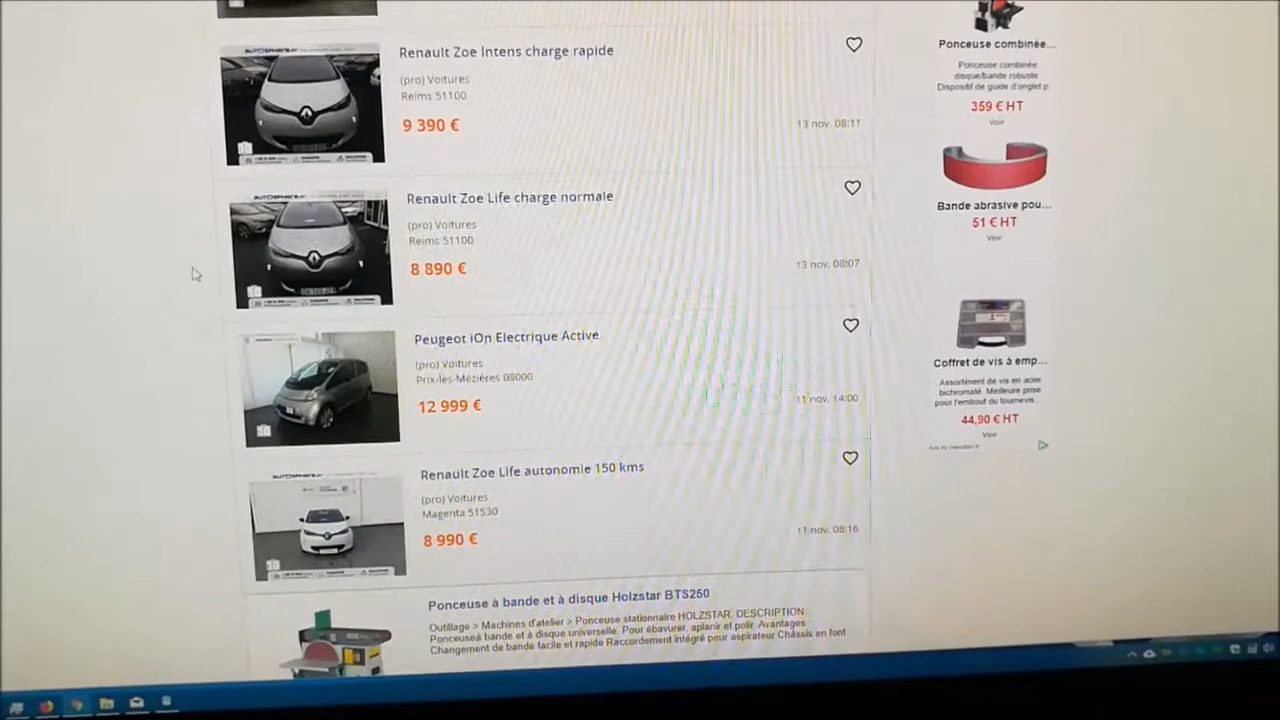 Renault Zoe Intens charge rapide
(pro) Voitures
Reims 51100
9 390 €
13 nov, 08:11
Renault Zoe Life charge normale
(pro) Voitures
Reims 51100
8 890 €
13 nov, 08:07
Peugeot iOn Electrique Active
(pro) Voitures
Prix-lès-Mézières 08000
12 999 €
11 nov, 14:00
Renault Zoe Life autonomie 150 kms
(pro) Voitures
Magenta 51530
8 990 €
11 nov, 08:16
Ponceuse à bande et à disque Holzstar BTS250
Outillage > Machines d'atelier > Ponceuse stationnaire HOLZSTAR, DESCRIPTION
Ponceuseà bande et à disque universelle. Pour ébavurer, aplanir et polir. Avantages
Changement de bande facile et rapide Raccordement intégré pour aspirateur Châssis en font
Ponceuse combinée...
Ponceuse combinée
disque/bande robuste
Dispositif de guide d'onglet p.
359 € HT
Voir
Bande abrasive pou...
51 € HT
Voir
Coffret de vis à emp...
Assortiment de vis en acier
bichromaté. Meilleure prise
pour l'embout du tournevis...
44,90 € HT
Voir